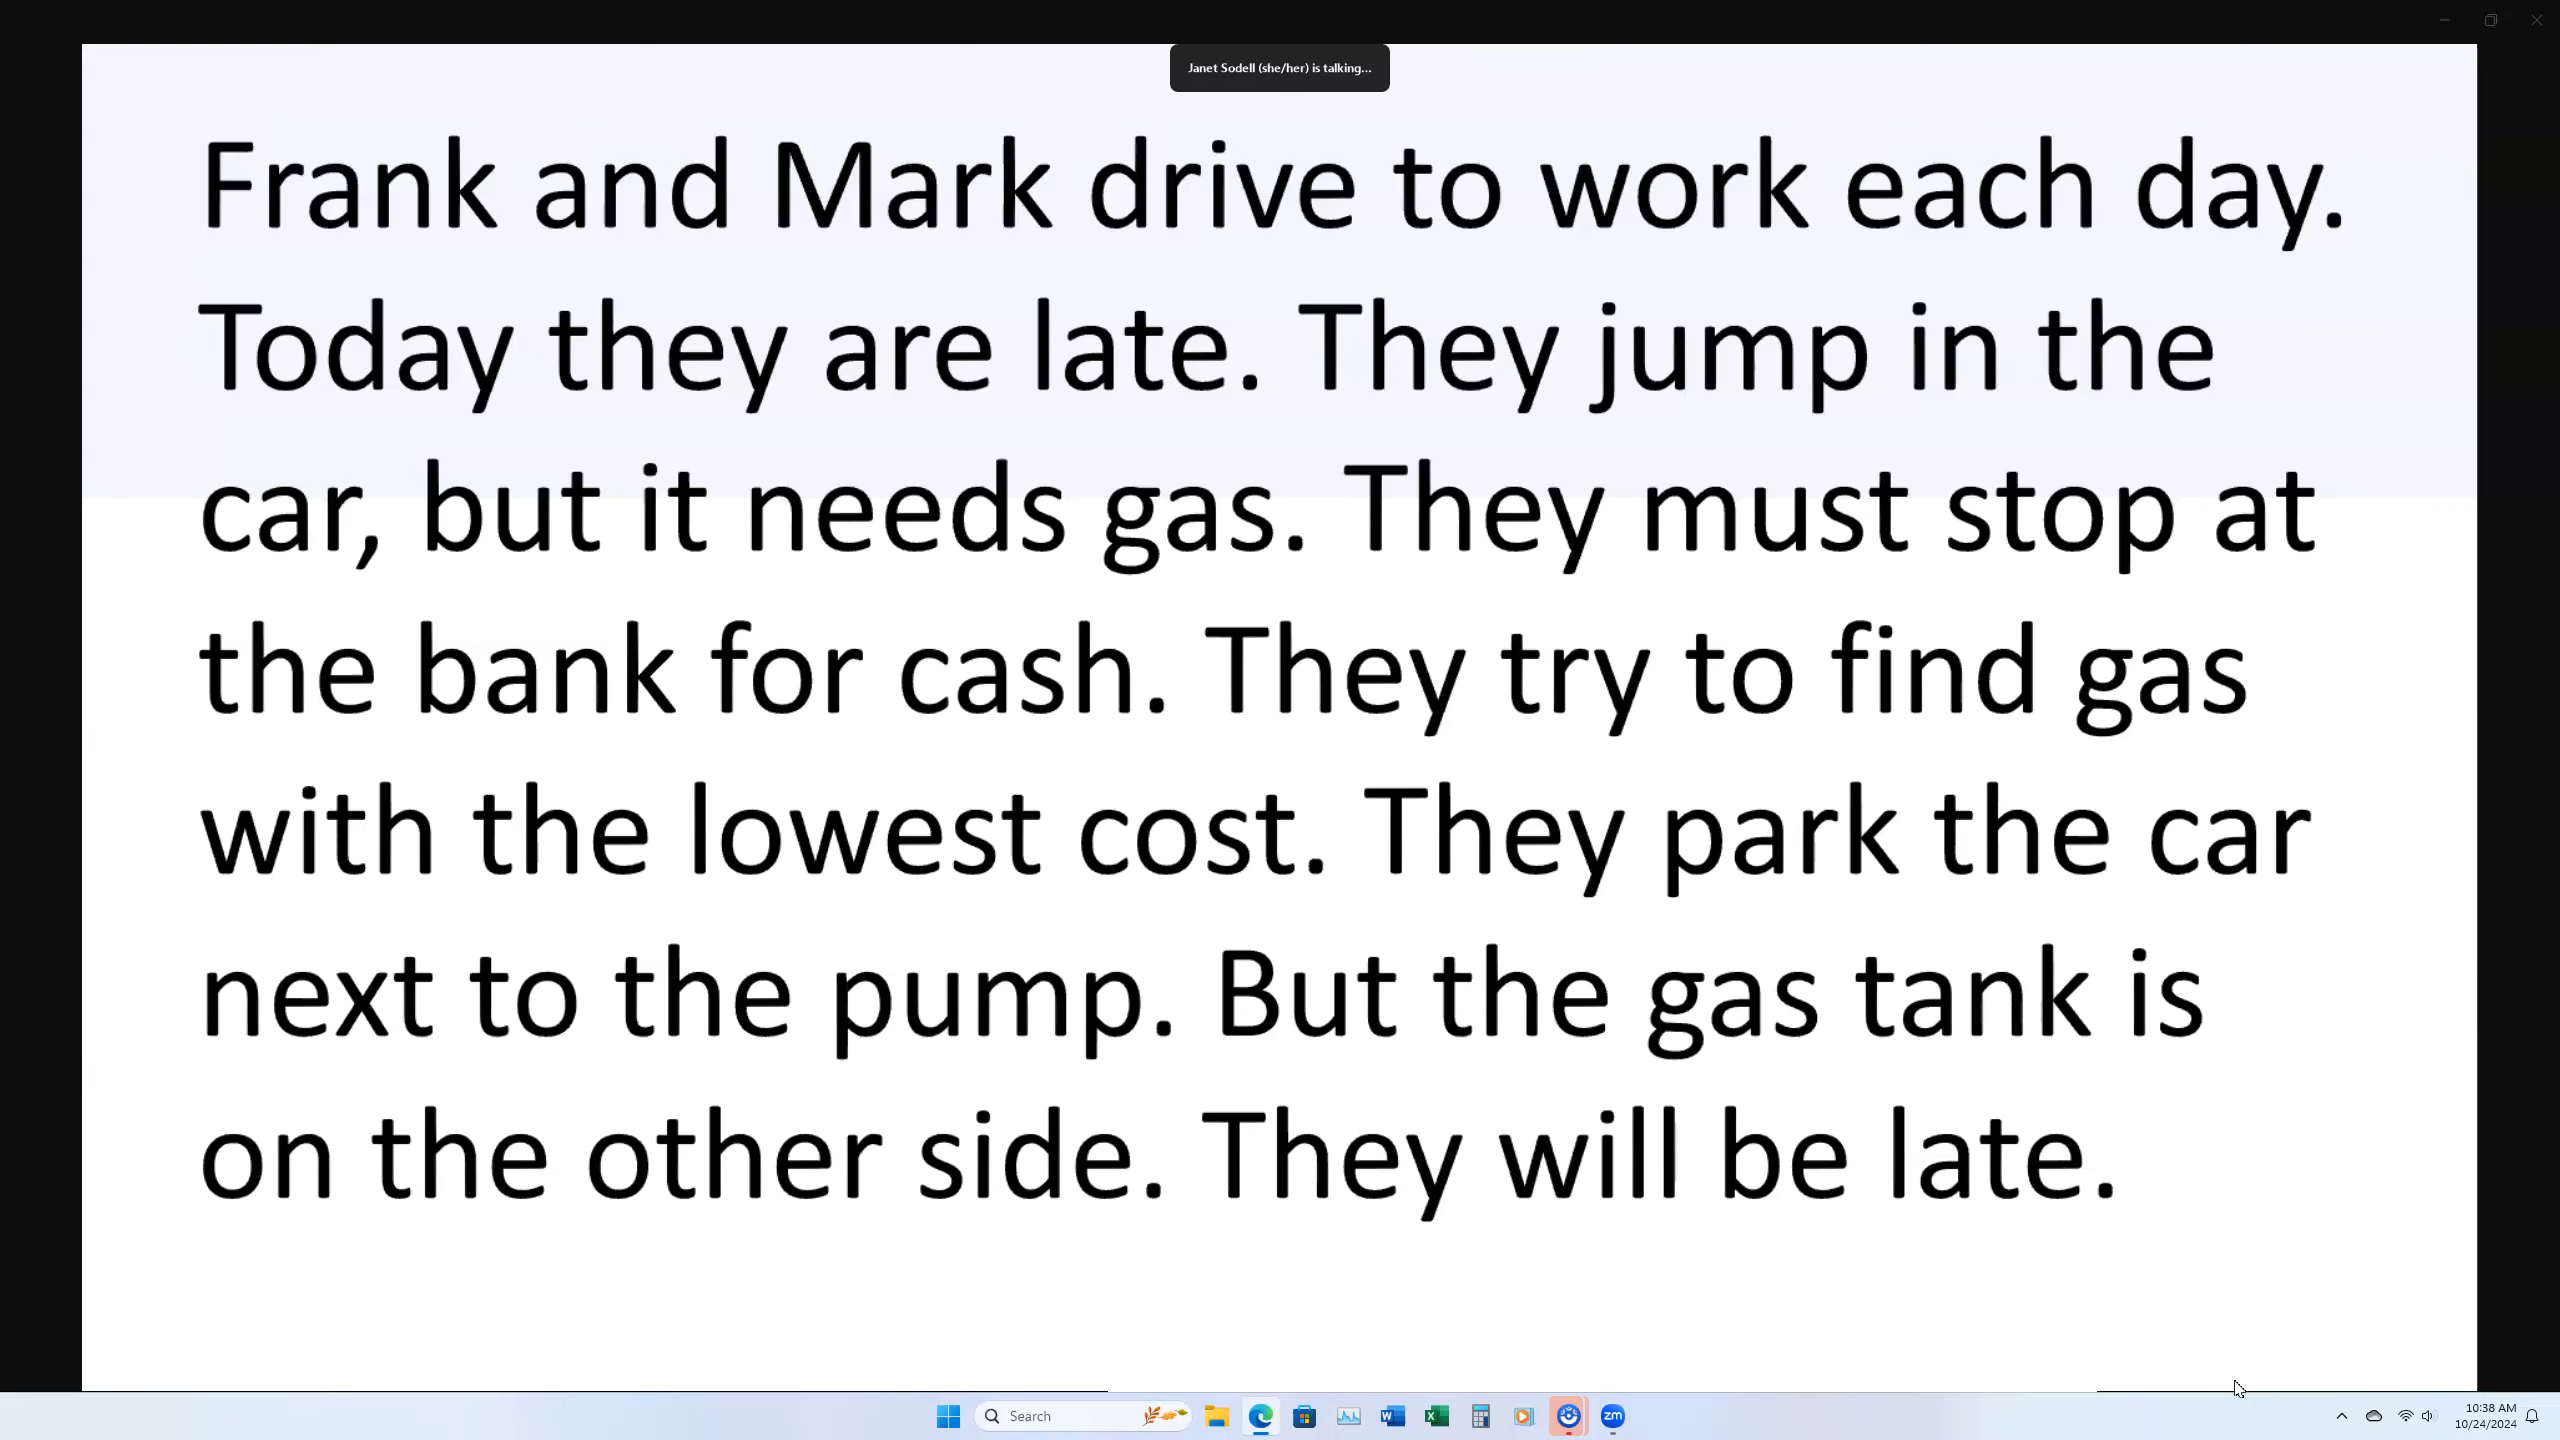 Janet Sodell (she/her) is talking...
Frank and Mark drive to work each day.
Today they are late. They jump in the
car, but it needs gas. They must stop at
the bank for cash. They try to find gas
with the lowest cost. They park the car
next to the pump. But the gas tank is
on the other side. They will be late.
Search
zm
10:38 AM
10/24/2024